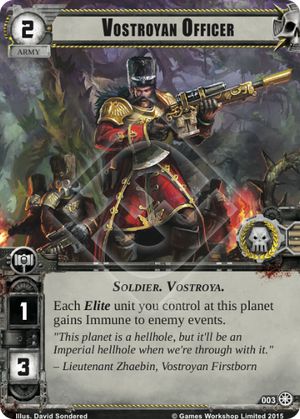 2
VOSTROYAN OFFICER
ARMY
SOLDIER. VOSTROYA.
1
Each Elite unit you control at this planet
gains Immune to enemy events.
3
"This planet is a hellhole, but it'll be an
Imperial hellhole when we're through with it."
– Lieutenant Zhaebin, Vostroyan Firstborn
003
Illus. David Sondered
© Games Workshop Limited 2015